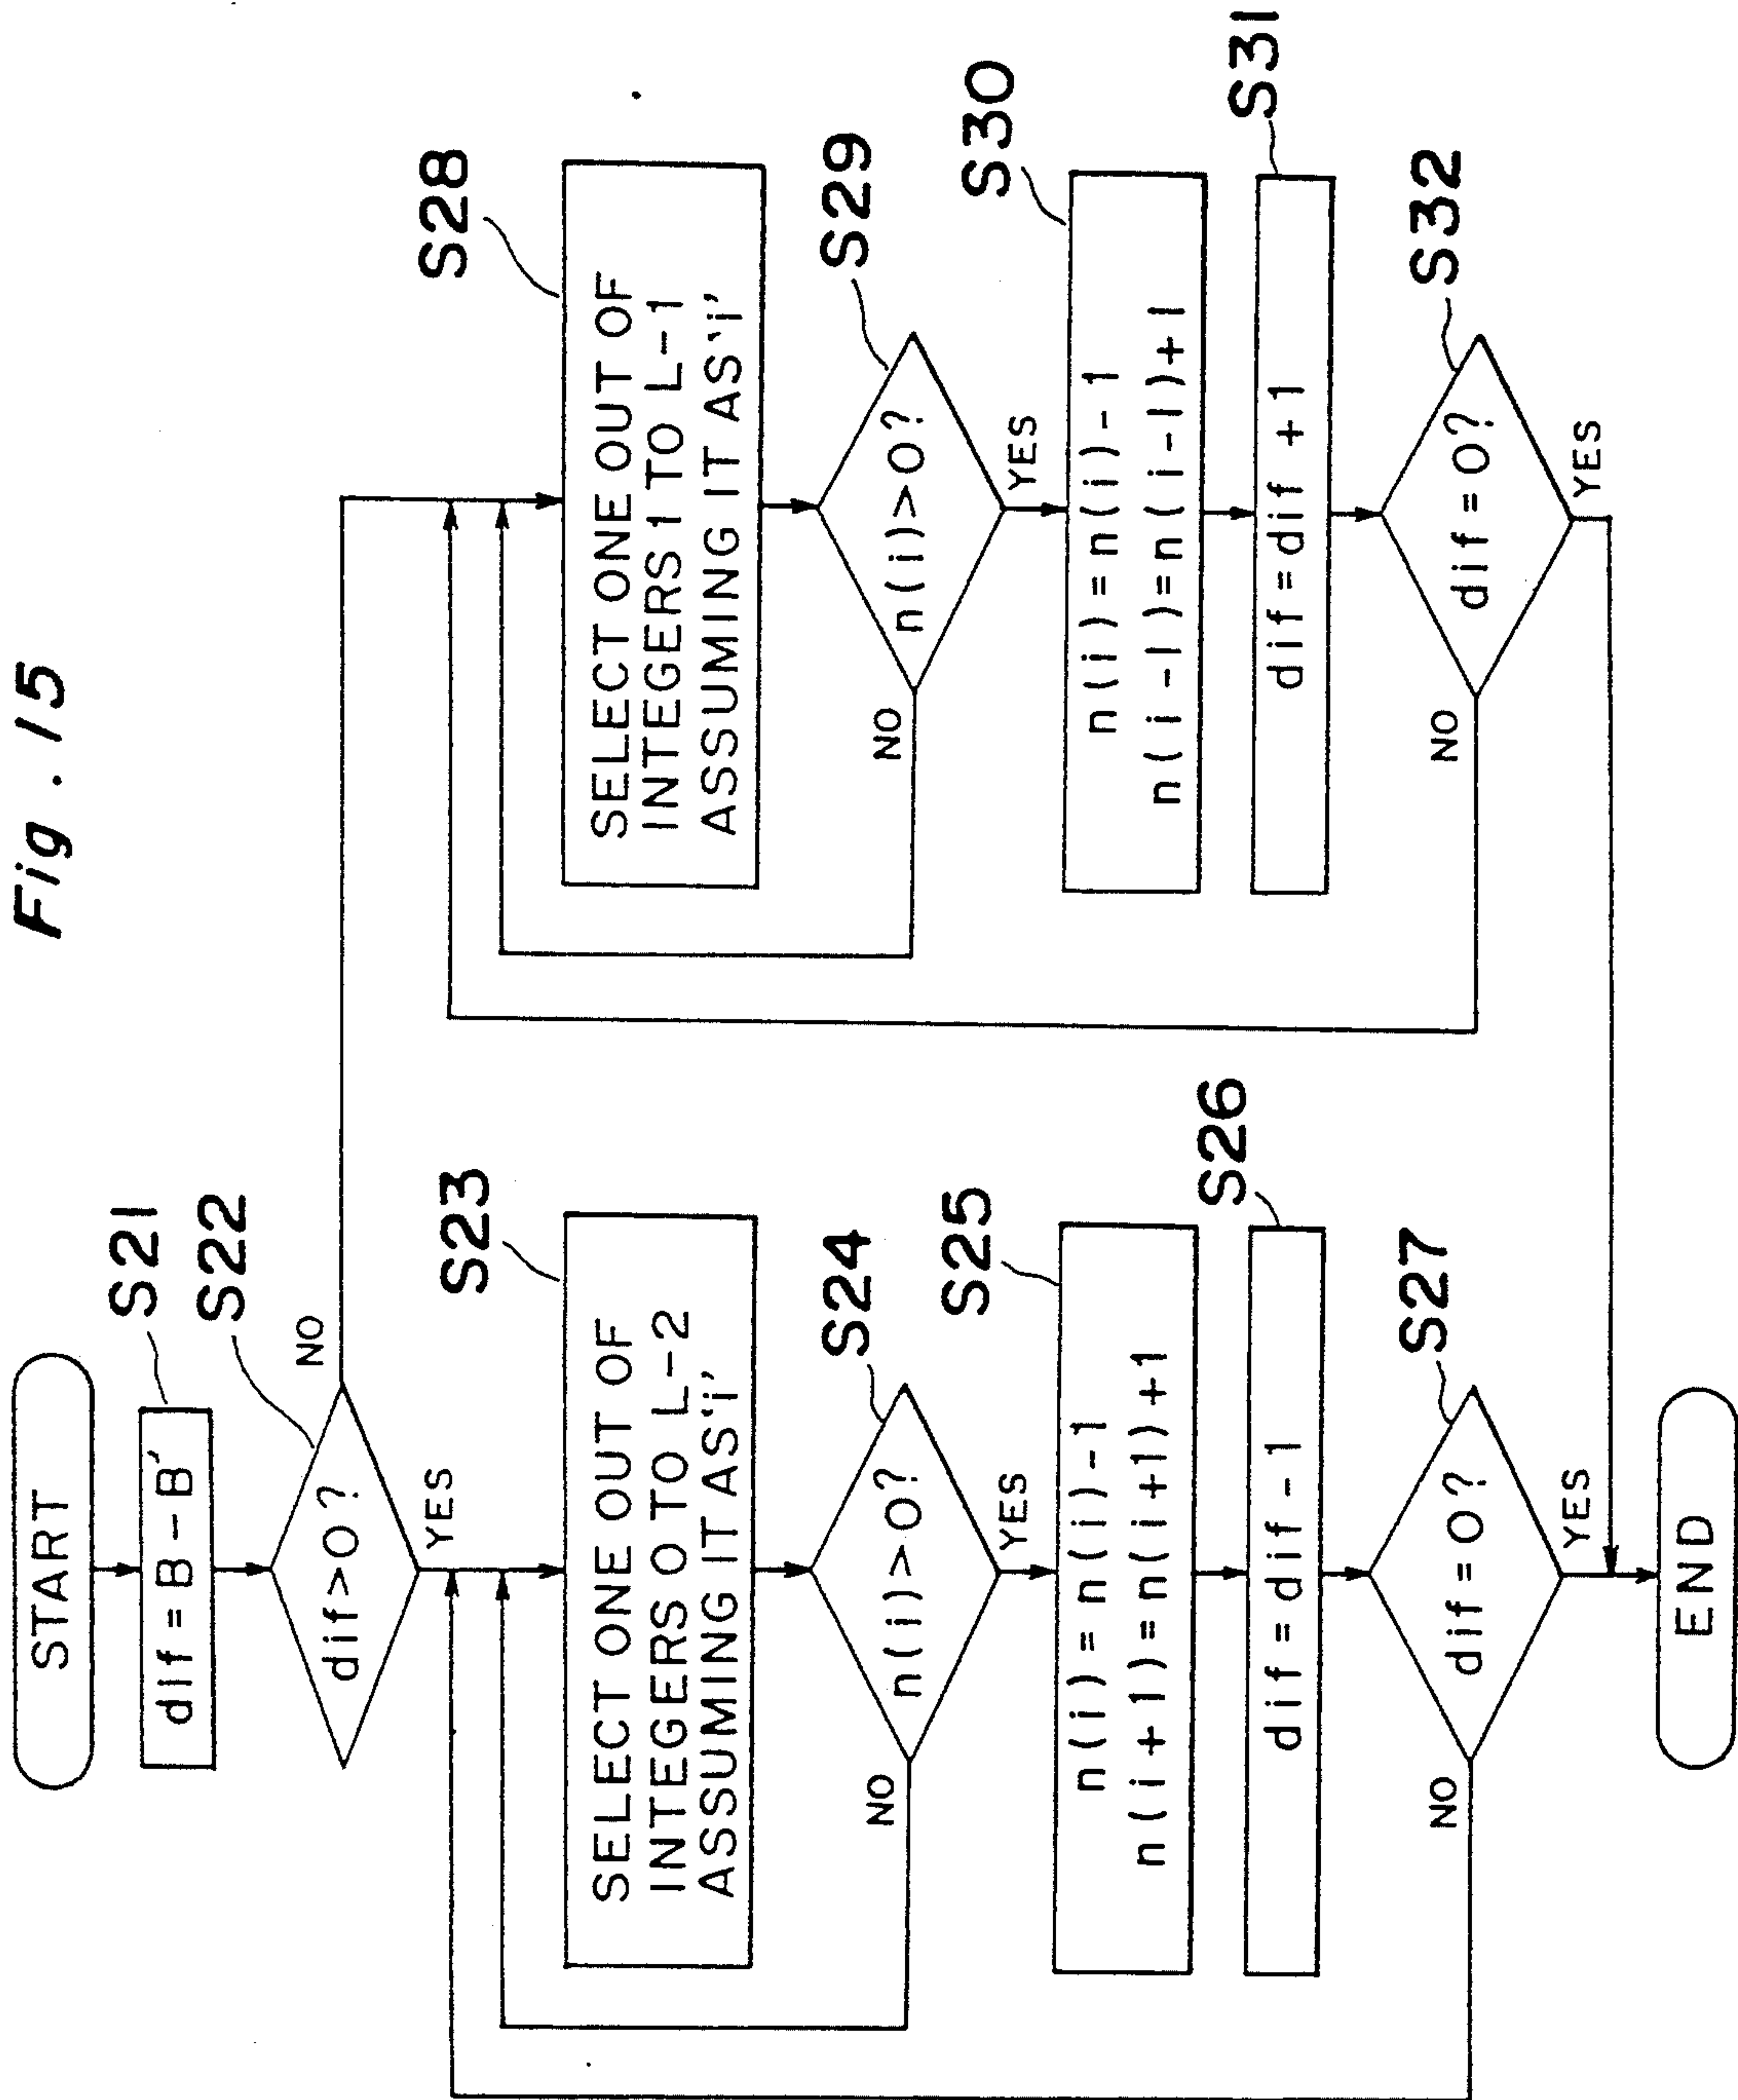 Fig. 15
START
S21
dif = B - B'
S22
dif > 0 ?
NO
YES
S23
SELECT ONE OUT OF
INTEGERS 0 TO L-2
ASSUMING IT AS 'i'
S24
n(i) > 0 ?
NO
YES
S25
n(i) = n(i) - 1
n(i+1) = n(i+1) + 1
S26
dif = dif - 1
S27
dif = 0 ?
NO
YES
END
S28
SELECT ONE OUT OF
INTEGERS 1 TO L-1
ASSUMING IT AS 'i'
S29
n(i) > 0 ?
NO
YES
S30
n(i) = n(i) - 1
n(i-1) = n(i-1) + 1
S31
dif = dif + 1
S32
dif = 0 ?
NO
YES